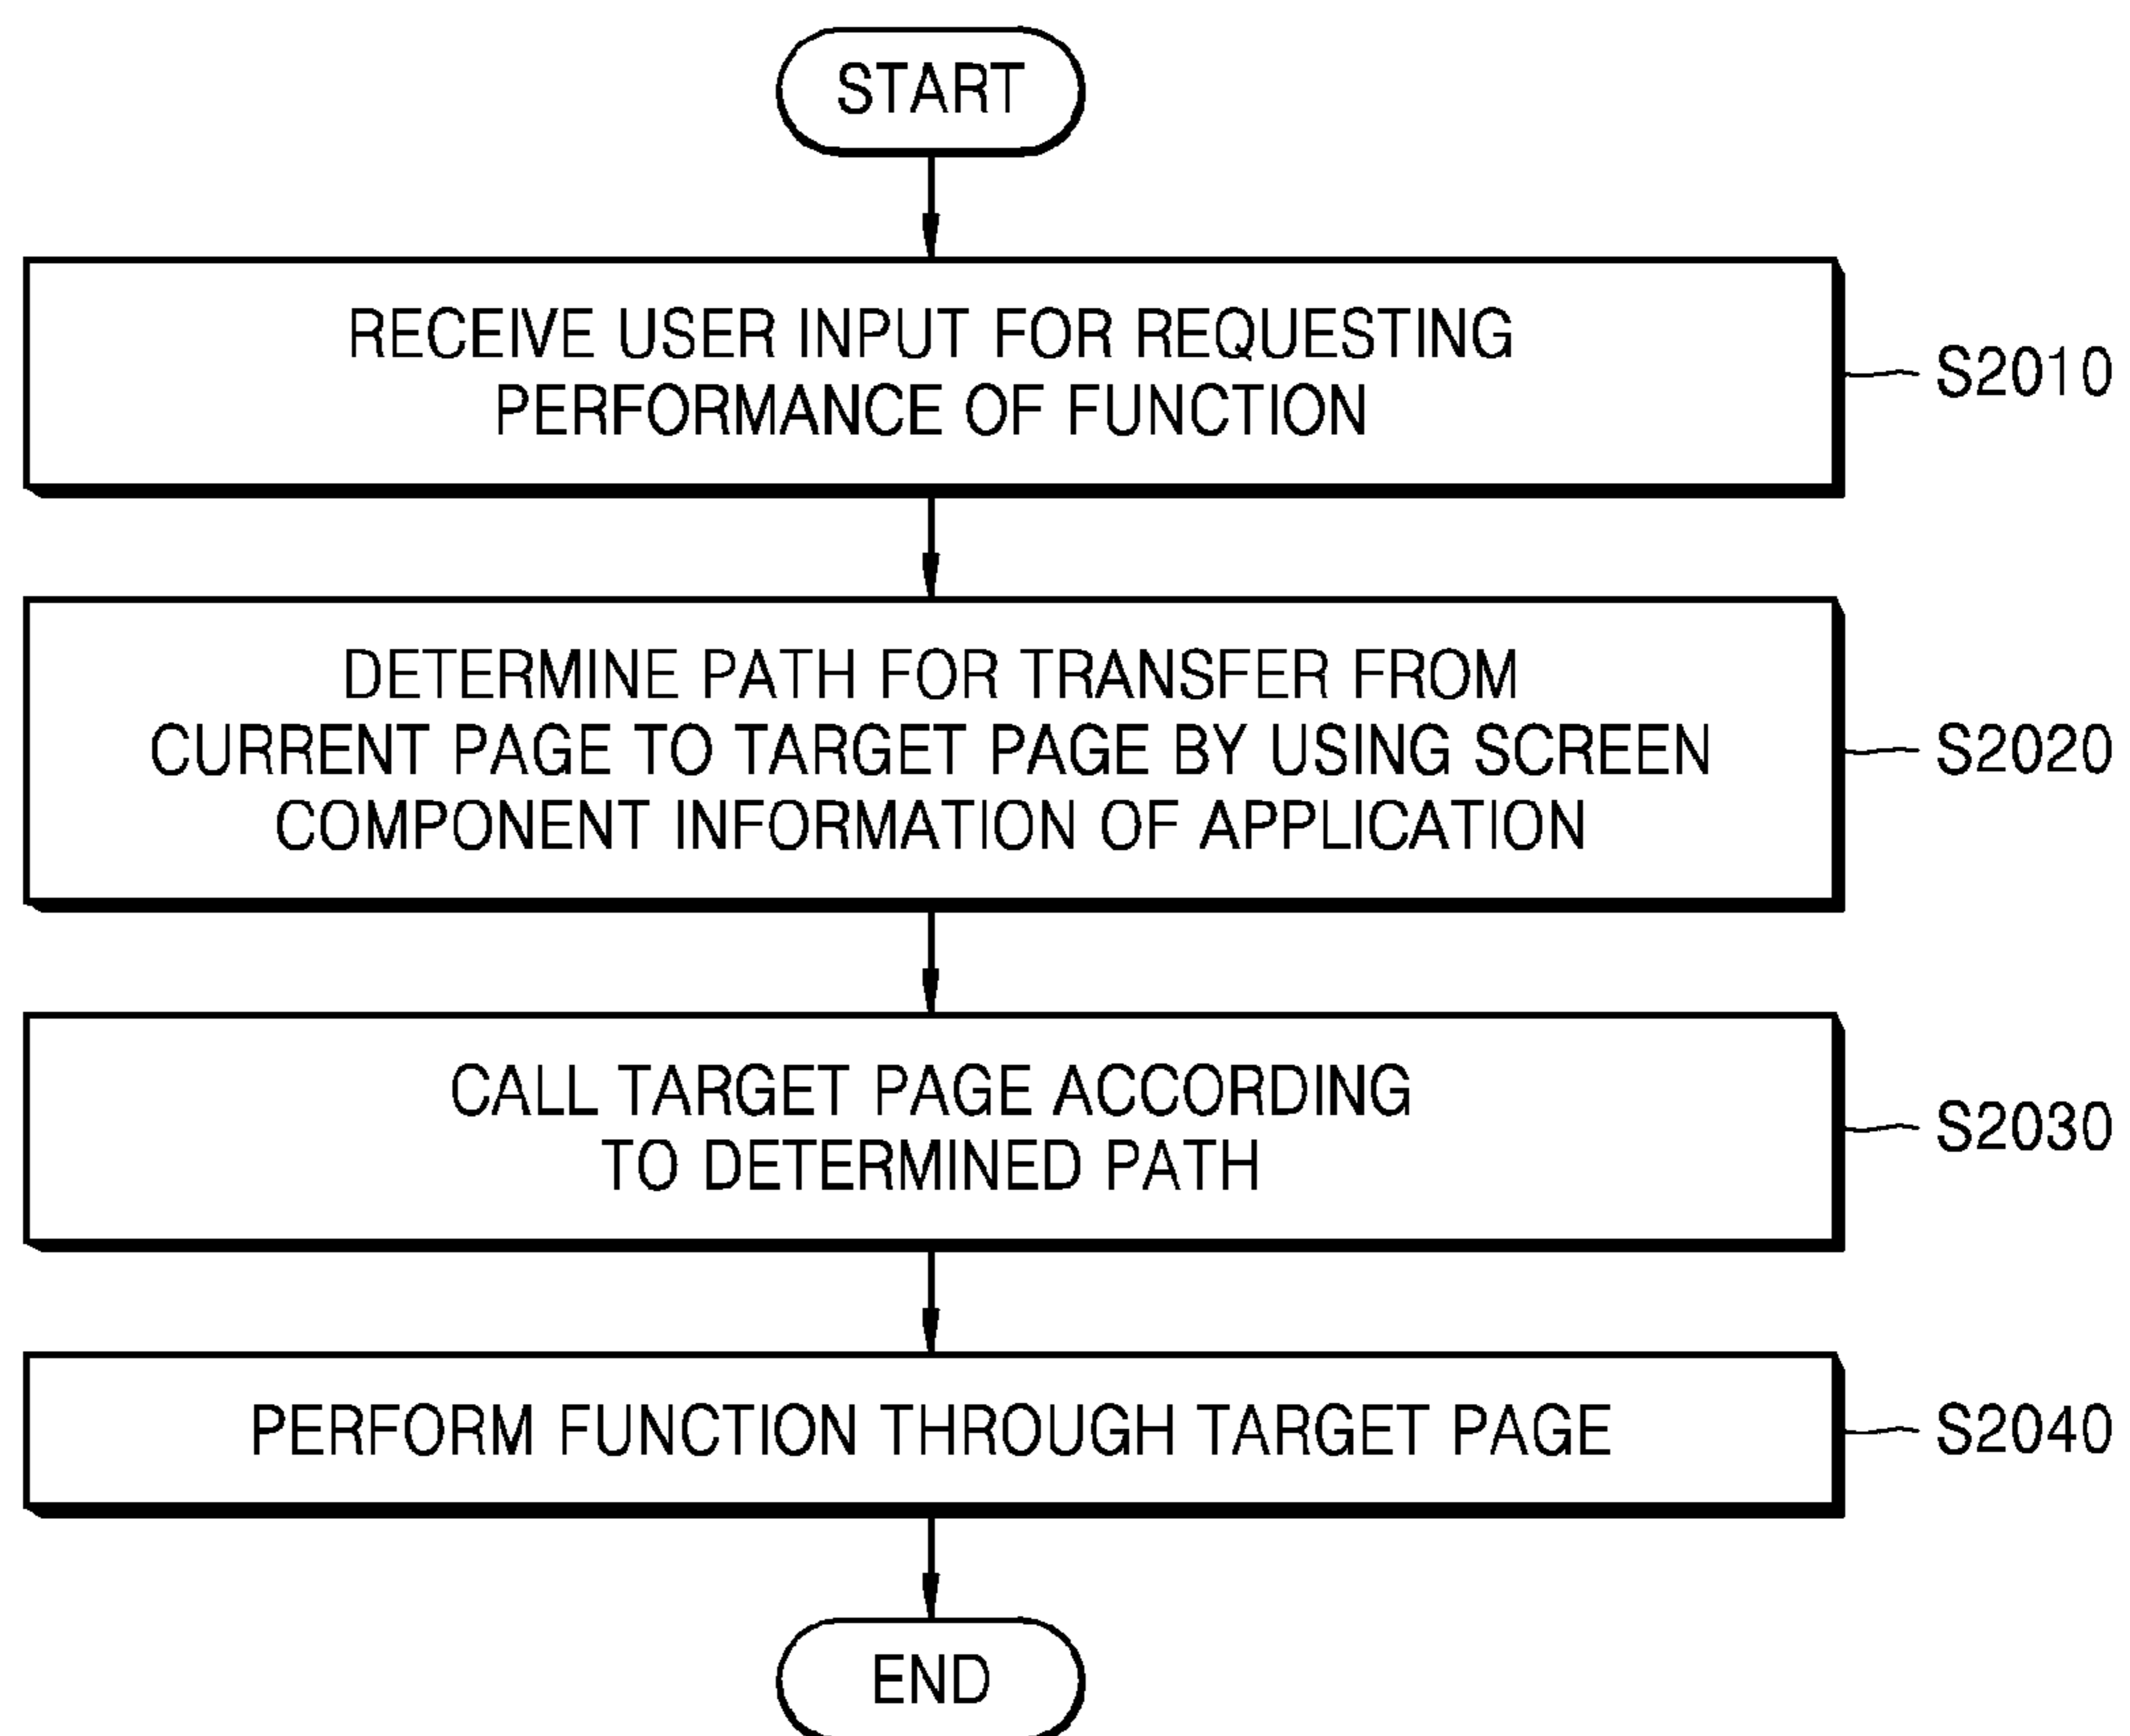 START
RECEIVE USER INPUT FOR REQUESTING
PERFORMANCE OF FUNCTION
S2010
DETERMINE PATH FOR TRANSFER FROM
CURRENT PAGE TO TARGET PAGE BY USING SCREEN
COMPONENT INFORMATION OF APPLICATION
S2020
CALL TARGET PAGE ACCORDING
TO DETERMINED PATH
S2030
PERFORM FUNCTION THROUGH TARGET PAGE
S2040
END